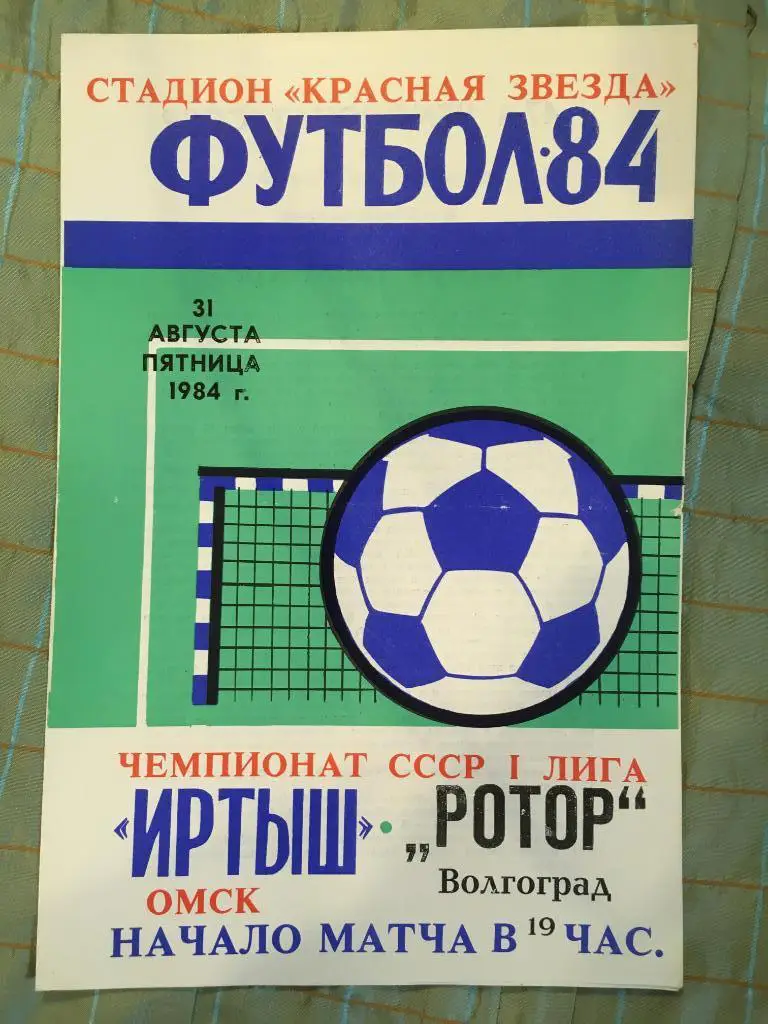 СТАДИОН «КРАСНАЯ ЗВЕЗДА»
ФУТБОЛ·84
31
АВГУСТА
ПЯТНИЦА
1984 г.
ЧЕМПИОНАТ СССР I ЛИГА
«ИРТЫШ» · „РОТОР“
ОМСК Волгоград
НАЧАЛО МАТЧА В 19 ЧАС.